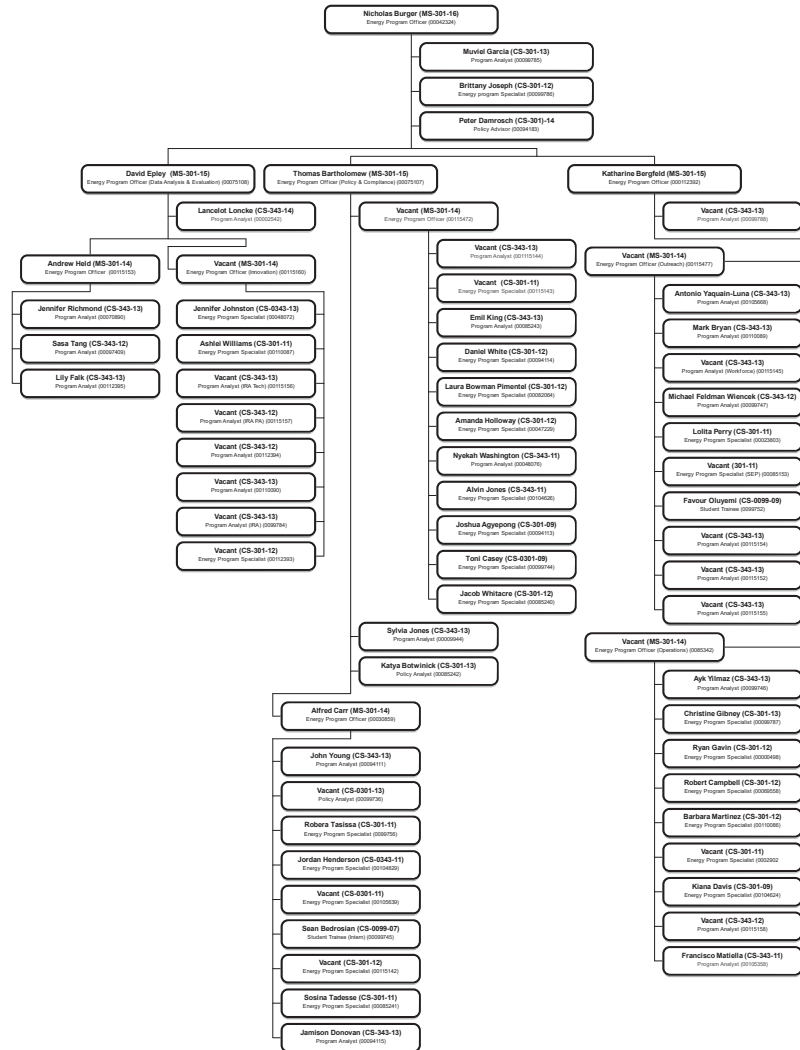 Nicholas Burger (MS-301-16)
Energy Program Officer (00042324)
Muviel Garcia (CS-301-13)
Program Analyst (00099785)
Brittany Joseph (CS-301-12)
Energy program Specialist (00099786)
Peter Damrosch (CS-301)-14
Policy Advisor (00094183)
David Epley (MS-301-15)
Energy Program Officer (Data Analysis & Evaluation) (00075108)
Thomas Bartholomew (MS-301-15)
Energy Program Officer (Policy & Compliance) (00075107)
Katharine Bergfeld (MS-301-15)
Energy Program Officer (000112392)
Lancelot Loncke (CS-343-14)
Program Analyst (00002542)
Andrew Held (MS-301-14)
Energy Program Officer (00115153)
Jennifer Richmond (CS-343-13)
Program Analyst (00070890)
Sasa Tang (CS-343-12)
Program Analyst (00097409)
Lily Falk (CS-343-13)
Program Analyst (00112395)
Vacant (MS-301-14)
Energy Program Officer (Innovation) (00115160)
Jennifer Johnston (CS-0343-13)
Energy Program Specialist (00048072)
Ashlei Williams (CS-301-11)
Energy Program Specialist (00110087)
Vacant (CS-343-13)
Program Analyst (IRA Tech) (00115156)
Vacant (CS-343-12)
Program Analyst (IRA PA) (00115157)
Vacant (CS-343-12)
Program Analyst (00112394)
Vacant (CS-343-13)
Program Analyst (00110090)
Vacant (CS-343-13)
Program Analyst (IRA) (0099784)
Vacant (CS-301-12)
Energy Program Specialist (00112393)
Vacant (MS-301-14)
Energy Program Officer (00115472)
Vacant (CS-343-13)
Program Analyst (001115144)
Vacant (CS-301-11)
Energy Program Specialist (00115143)
Emil King (CS-343-13)
Program Analyst (00085243)
Daniel White (CS-301-12)
Energy Program Specialist (00094114)
Laura Bowman Pimentel (CS-301-12)
Energy Program Specialist (00082064)
Amanda Holloway (CS-301-12)
Energy Program Specialist (00047229)
Nyekah Washington (CS-343-11)
Program Analyst (00048076)
Alvin Jones (CS-343-11)
Energy Program Specialist (00104626)
Joshua Agyepong (CS-301-09)
Energy Program Specialist (00094113)
Toni Casey (CS-0301-09)
Energy Program Specialist (00099744)
Jacob Whitacre (CS-301-12)
Energy Program Specialist (00085240)
Sylvia Jones (CS-343-13)
Program Analyst (00009944)
Katya Botwinick (CS-301-13)
Policy Analyst (00085242)
Alfred Carr (MS-301-14)
Energy Program Officer (00030859)
John Young (CS-343-13)
Program Analyst (00094111)
Vacant (CS-0301-13)
Policy Analyst (00099736)
Robera Tasissa (CS-301-11)
Energy Program Specialist (0099756)
Jordan Henderson (CS-0343-11)
Energy Program Specialist (00104829)
Vacant (CS-0301-11)
Energy Program Specialist (00105639)
Sean Bedrosian (CS-0099-07)
Student Trainee (Intern) (00099745)
Vacant (CS-301-12)
Energy Program Specialist (00115142)
Sosina Tadesse (CS-301-11)
Energy Program Specialist (00085241)
Jamison Donovan (CS-343-13)
Program Analyst (00094115)
Vacant (CS-343-13)
Program Analyst (00099788)
Vacant (MS-301-14)
Energy Program Officer (Outreach) (00115477)
Antonio Yaquain-Luna (CS-343-13)
Program Analyst (00105668)
Mark Bryan (CS-343-13)
Program Analyst (00110089)
Vacant (CS-343-13)
Program Analyst (Workforce) (00115145)
Michael Feldman Wiencek (CS-343-12)
Program Analyst (00099747)
Lolita Perry (CS-301-11)
Energy Program Specialist (00023803)
Vacant (301-11)
Energy Program Specialist (SEP) (00085153)
Favour Oluyemi (CS-0099-09)
Student Trainee (0099752)
Vacant (CS-343-13)
Program Analyst (00115154)
Vacant (CS-343-13)
Program Analyst (00115152)
Vacant (CS-343-13)
Program Analyst (00115155)
Vacant (MS-301-14)
Energy Program Officer (Operations) (0085342)
Ayk Yilmaz (CS-343-13)
Program Analyst (00099746)
Christine Gibney (CS-301-13)
Energy Program Specialist (00099787)
Ryan Gavin (CS-301-12)
Energy Program Specialist (00000498)
Robert Campbell (CS-301-12)
Energy Program Specialist (00069558)
Barbara Martinez (CS-301-12)
Energy Program Specialist (00110086)
Vacant (CS-301-11)
Energy Program Specialist (0002902
Kiana Davis (CS-301-09)
Energy Program Specialist (00104624)
Vacant (CS-343-12)
Program Analyst (00115158)
Francisco Matiella (CS-343-11)
Program Analyst (00105359)